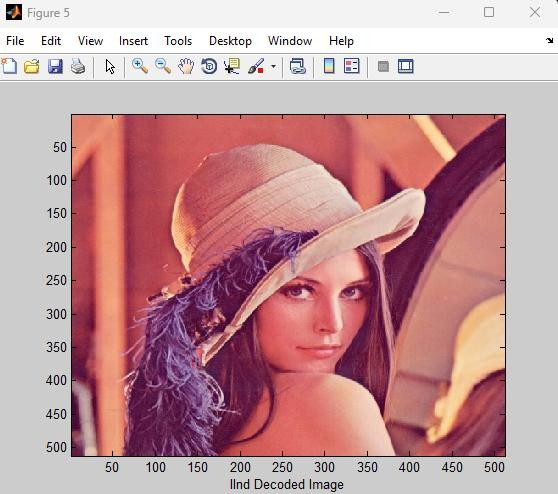 Figure 5
File Edit View Insert Tools Desktop Window Help
50
100
150
200
250
300
350
400
450
500
50 100 150 200 250 300 350 400 450 500
IInd Decoded Image